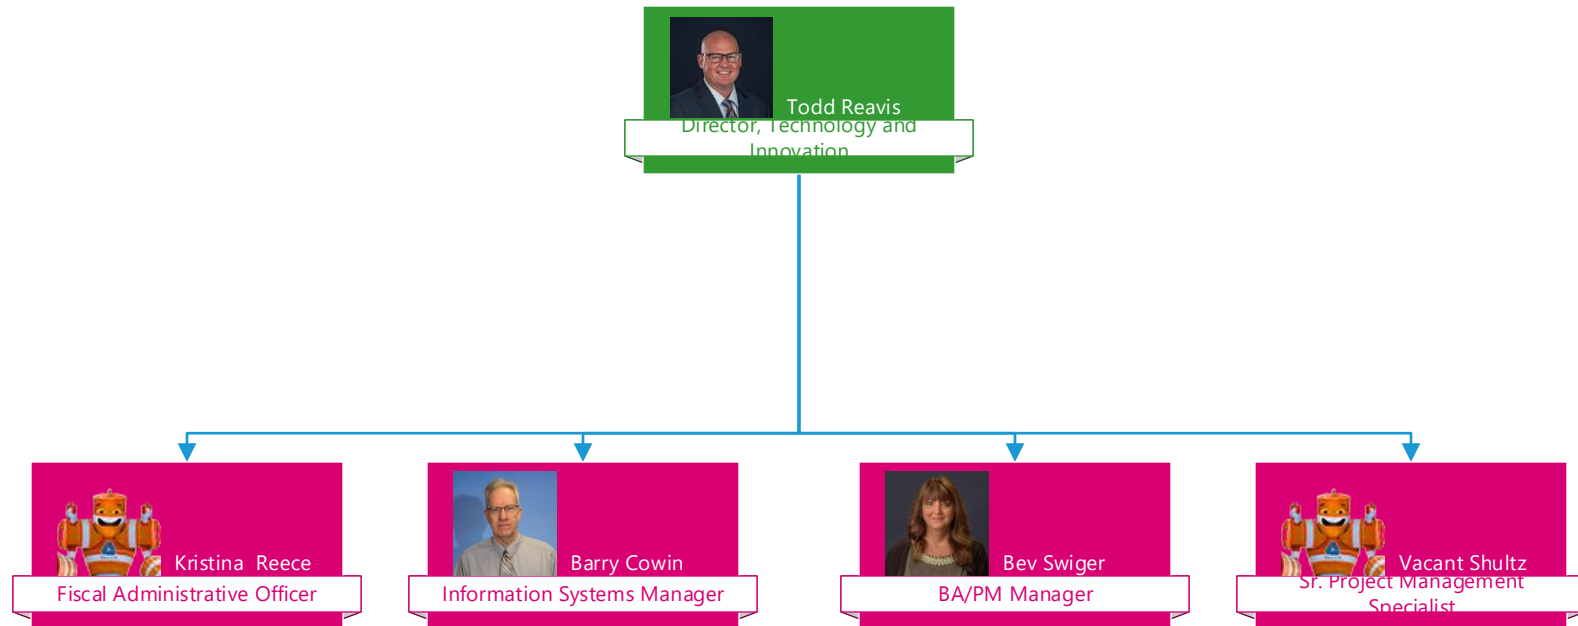 Todd Reavis
Director, Technology and
Innovation
Kristina Reece
Fiscal Administrative Officer
Barry Cowin
Information Systems Manager
Bev Swiger
BA/PM Manager
Vacant Shultz
Sr. Project Management
Specialist